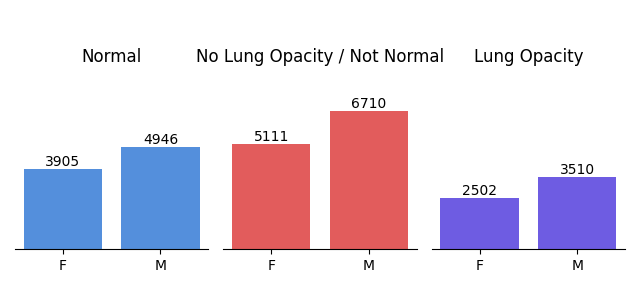 Normal
No Lung Opacity / Not Normal
Lung Opacity
3905
4946
5111
6710
2502
3510
F
M
F
M
F
M